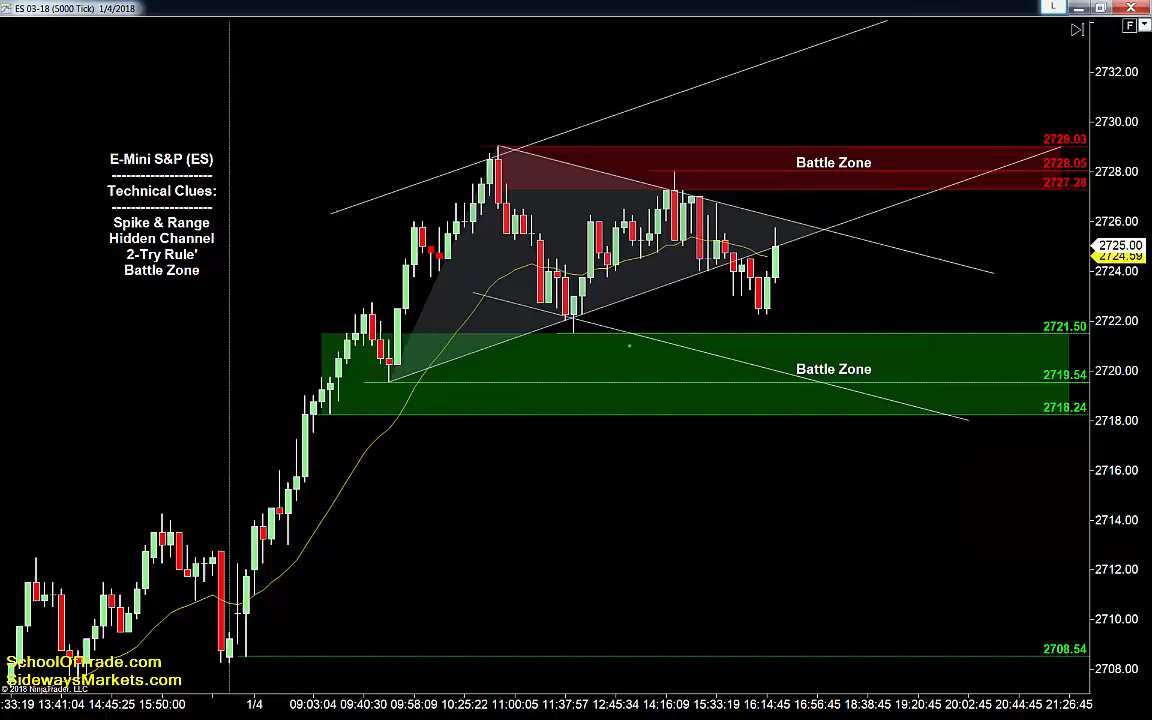 ES 03-18 (5000 Tick) 1/4/2018
L
F
2732.00
2730.00
2729.03
E-Mini S&P (ES)
--------------------
Technical Clues:
--------------------
Spike & Range
Hidden Channel
2-Try Rule'
Battle Zone
Battle Zone
2728.05
2728.00
2727.28
2726.00
2725.00
2724.59
2724.00
2722.00
2721.50
Battle Zone
2720.00
2719.54
2718.24
2718.00
2716.00
2714.00
2712.00
2710.00
2708.54
2708.00
SchoolOfTrade.com
SidewaysMarkets.com
© 2018 NinjaTrader, LLC
:33:19 13:41:04 14:45:25 15:50:00 1/4 09:03:04 09:40:30 09:58:09 10:25:22 11:00:05 11:37:57 12:45:34 14:16:09 15:33:19 16:14:45 16:56:45 18:38:45 19:20:45 20:02:45 20:44:45 21:26:45